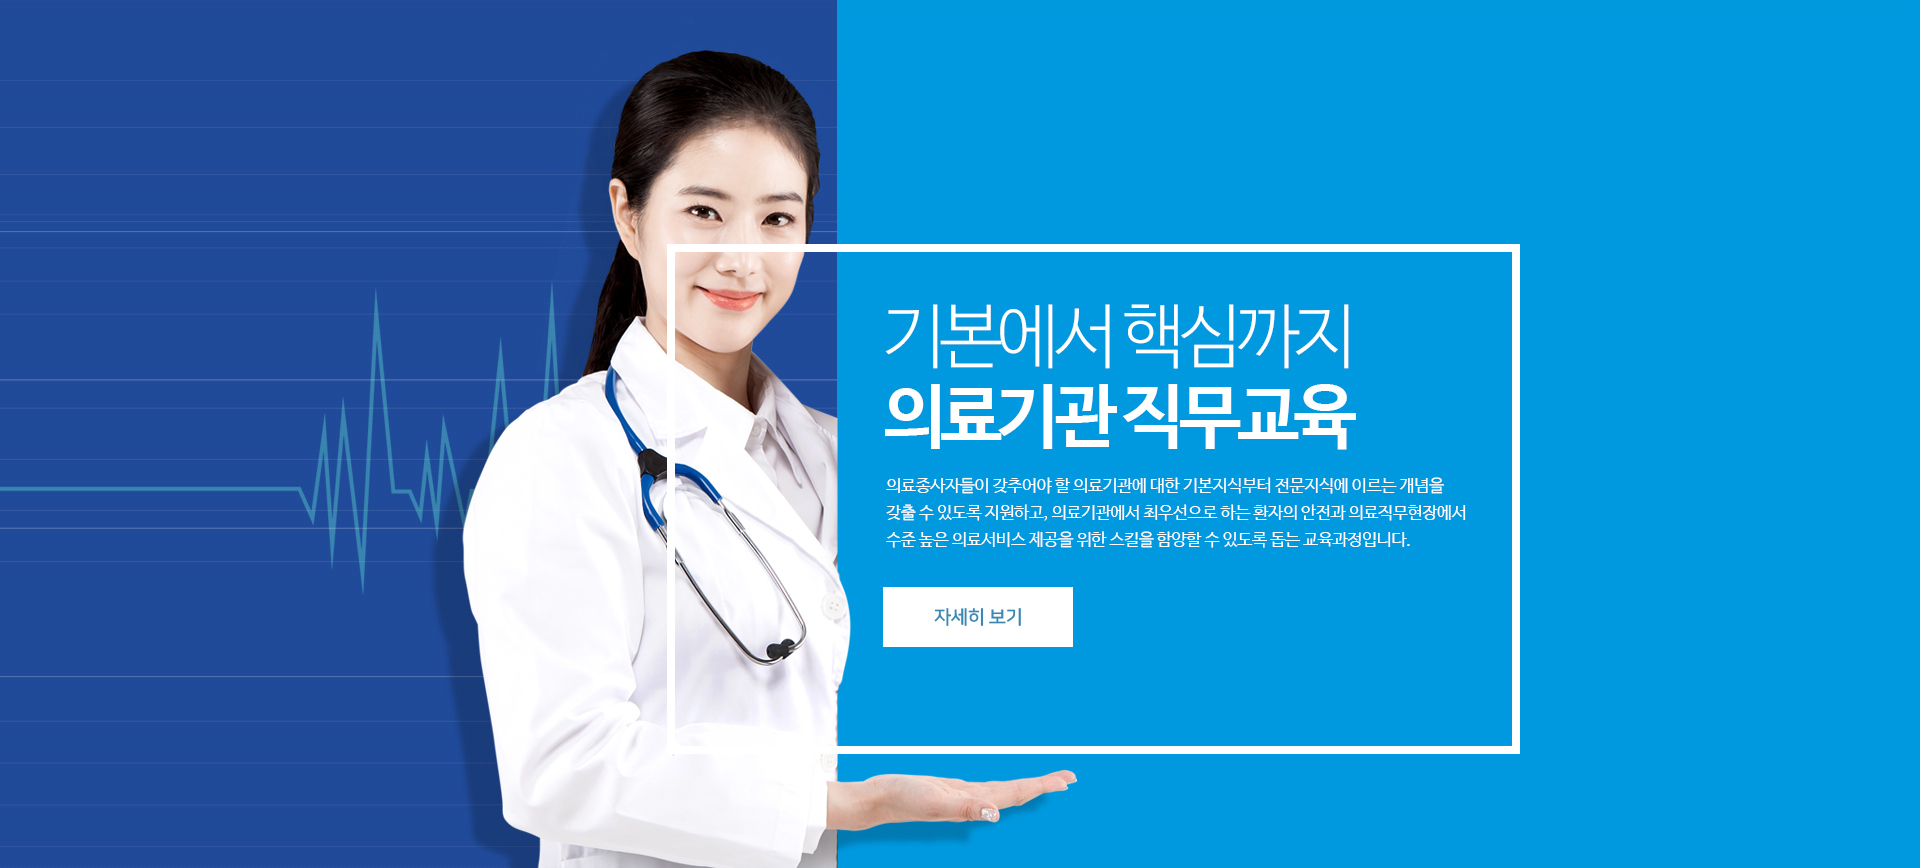 기본에서 핵심까지
의료기관 직무교육
의료종사자들이 갖추어야 할 의료기관에 대한 기본지식부터 전문지식에 이르는 개념을
갖출 수 있도록 지원하고, 의료기관에서 최우선으로 하는 환자의 안전과 의료직무현장에서
수준 높은 의료서비스 제공을 위한 스킬을 함양할 수 있도록 돕는 교육과정입니다.
자세히 보기